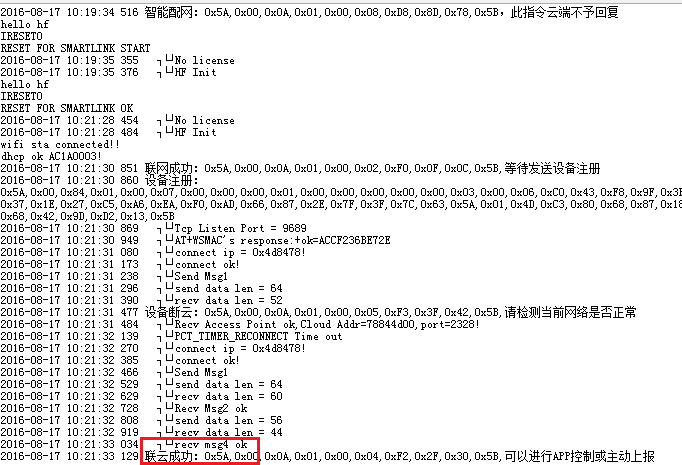 2016-08-17 10:19:34 516 智能配网: 0x5A,0x00,0x0A,0x01,0x00,0x08,0xD8,0x8D,0x78,0x5B, 此指令云端不予回复
hello hf
IRESETO
RESET FOR SMARTLINK START
2016-08-17 10:19:35 355 ┐└┘No license
2016-08-17 10:19:35 376 ┐└┘HF Init
hello hf
IRESETO
RESET FOR SMARTLINK OK
2016-08-17 10:21:28 454 ┐└┘No license
2016-08-17 10:21:28 484 ┐└┘HF Init
wifi sta connected!!
dhcp ok AC1A0003!
2016-08-17 10:21:30 851 联网成功: 0x5A,0x00,0x0A,0x01,0x00,0x02,0xF0,0x0F,0x0C,0x5B,等待发送设备注册
2016-08-17 10:21:30 860 设备注册:
0x5A,0x00,0x84,0x01,0x00,0x07,0x00,0x00,0x00,0x01,0x00,0x00,0x00,0x00,0x00,0x03,0x00,0x06,0xC0,0x43,0xF8,0x9F,0x3
0x37,0x1E,0x27,0xC5,0xA6,0xEA,0xF0,0xAD,0x66,0x87,0x2E,0x7F,0x3F,0x7C,0x63,0x5A,0x01,0x4D,0xC3,0x80,0x68,0x87,0x18
0x68,0x42,0x9D,0xD2,0x13,0x5B
2016-08-17 10:21:30 869 ┐└┘Tcp Listen Port = 9689
2016-08-17 10:21:30 949 ┐└┘AT+WSMAC's response:+ok=ACCF236BE72E
2016-08-17 10:21:31 080 ┐└┘connect ip = 0x4d8478!
2016-08-17 10:21:31 173 ┐└┘connect ok!
2016-08-17 10:21:31 238 ┐└┘Send Msg1
2016-08-17 10:21:31 296 ┐└┘send data len = 64
2016-08-17 10:21:31 390 ┐└┘recv data len = 52
2016-08-17 10:21:31 477 设备断云: 0x5A,0x00,0x0A,0x01,0x00,0x05,0xF3,0x3F,0x42,0x5B,请检测当前网络是否正常
2016-08-17 10:21:31 484 ┐└┘Recv Access Point ok,Cloud Addr=78844d00,port=2328!
2016-08-17 10:21:32 139 ┐└┘PCT_TIMER_RECONNECT Time out
2016-08-17 10:21:32 270 ┐└┘connect ip = 0x4d8478!
2016-08-17 10:21:32 385 ┐└┘connect ok!
2016-08-17 10:21:32 466 ┐└┘Send Msg1
2016-08-17 10:21:32 529 ┐└┘send data len = 64
2016-08-17 10:21:32 629 ┐└┘recv data len = 60
2016-08-17 10:21:32 728 ┐└┘Recv Msg2 ok
2016-08-17 10:21:32 808 ┐└┘send data len = 56
2016-08-17 10:21:32 919 ┐└┘recv data len = 44
2016-08-17 10:21:33 034 ┐└┘recv msg4 ok
2016-08-17 10:21:33 129 联云成功: 0x5A,0x00,0x0A,0x01,0x00,0x04,0xF2,0x2F,0x30,0x5B,可以进行APP控制或主动上报